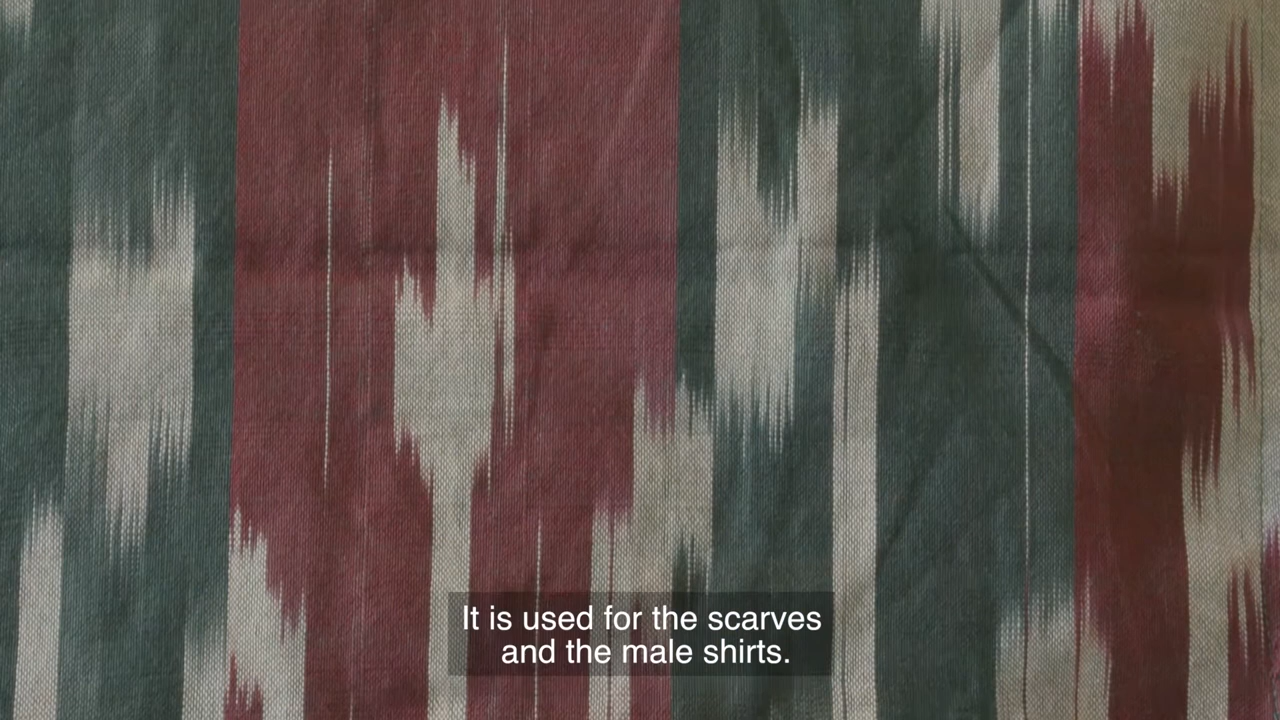 It is used for the scarves
and the male shirts.